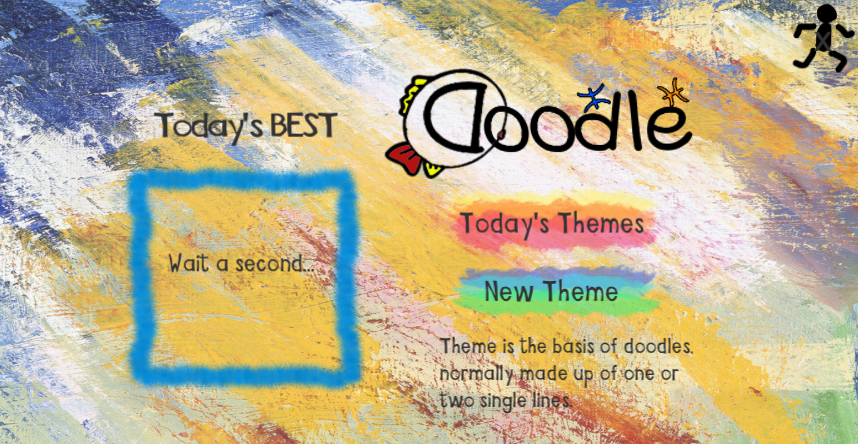 Today's BEST
Wait a second...
Doodle
Today's Themes
New Theme
Theme is the basis of doodles,
normally made up of one or
two single lines.